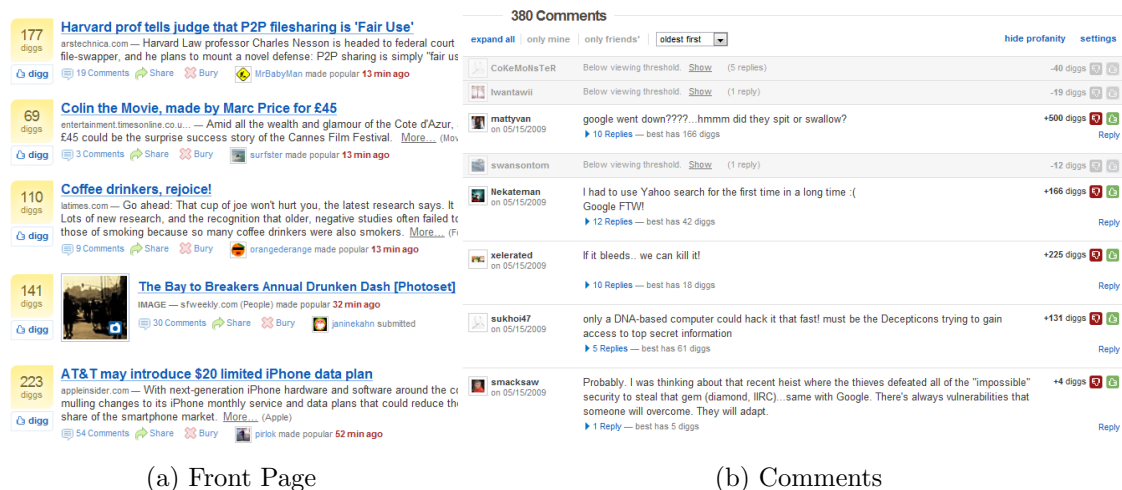 177
diggs
digg
Harvard prof tells judge that P2P filesharing is 'Fair Use'
arstechnica.com — Harvard Law professor Charles Nesson is headed to federal court
file-swapper, and he plans to mount a novel defense: P2P sharing is simply "fair us
19 Comments Share Bury MrBabyMan made popular 13 min ago
69
diggs
digg
Colin the Movie, made by Marc Price for £45
entertainment.timesonline.co.u... — Amid all the wealth and glamour of the Cote d'Azur,
£45 could be the surprise success story of the Cannes Film Festival. More... (Mov
3 Comments Share Bury surfster made popular 13 min ago
110
diggs
digg
Coffee drinkers, rejoice!
latimes.com — Go ahead: That cup of joe won't hurt you, the latest research says. It
Lots of new research, and the recognition that older, negative studies often failed to
those of smoking because so many coffee drinkers were also smokers. More... (F
9 Comments Share Bury orangederange made popular 13 min ago
141
diggs
digg
The Bay to Breakers Annual Drunken Dash [Photoset]
IMAGE — sfweekly.com (People) made popular 32 min ago
30 Comments Share Bury janinekahn submitted
223
diggs
digg
AT&T may introduce $20 limited iPhone data plan
appleinsider.com — With next-generation iPhone hardware and software around the co
mulling changes to its iPhone monthly service and data plans that could reduce the
share of the smartphone market. More... (Apple)
54 Comments Share Bury pirlok made popular 52 min ago
(a) Front Page
380 Comments
expand all only mine only friends' oldest first hide profanity settings
CoKeMoNsTeR Below viewing threshold. Show (5 replies) -40 diggs
Iwantawii Below viewing threshold. Show (1 reply) -19 diggs
mattyvan google went down????...hmmm did they spit or swallow? +500 diggs
on 05/15/2009
10 Replies — best has 166 diggs Reply
swansontom Below viewing threshold. Show (1 reply) -12 diggs
Nekateman I had to use Yahoo search for the first time in a long time :( +166 diggs
on 05/15/2009 Google FTW!
12 Replies — best has 42 diggs Reply
xelerated If it bleeds.. we can kill it! +225 diggs
on 05/15/2009
10 Replies — best has 18 diggs Reply
sukhoi47 only a DNA-based computer could hack it that fast! must be the Decepticons trying to gain +131 diggs
on 05/15/2009 access to top secret information
5 Replies — best has 61 diggs Reply
smacksaw Probably. I was thinking about that recent heist where the thieves defeated all of the "impossible" +4 diggs
on 05/15/2009 security to steal that gem (diamond, IIRC)...same with Google. There's always vulnerabilities that
someone will overcome. They will adapt.
1 Reply — best has 5 diggs Reply
(b) Comments